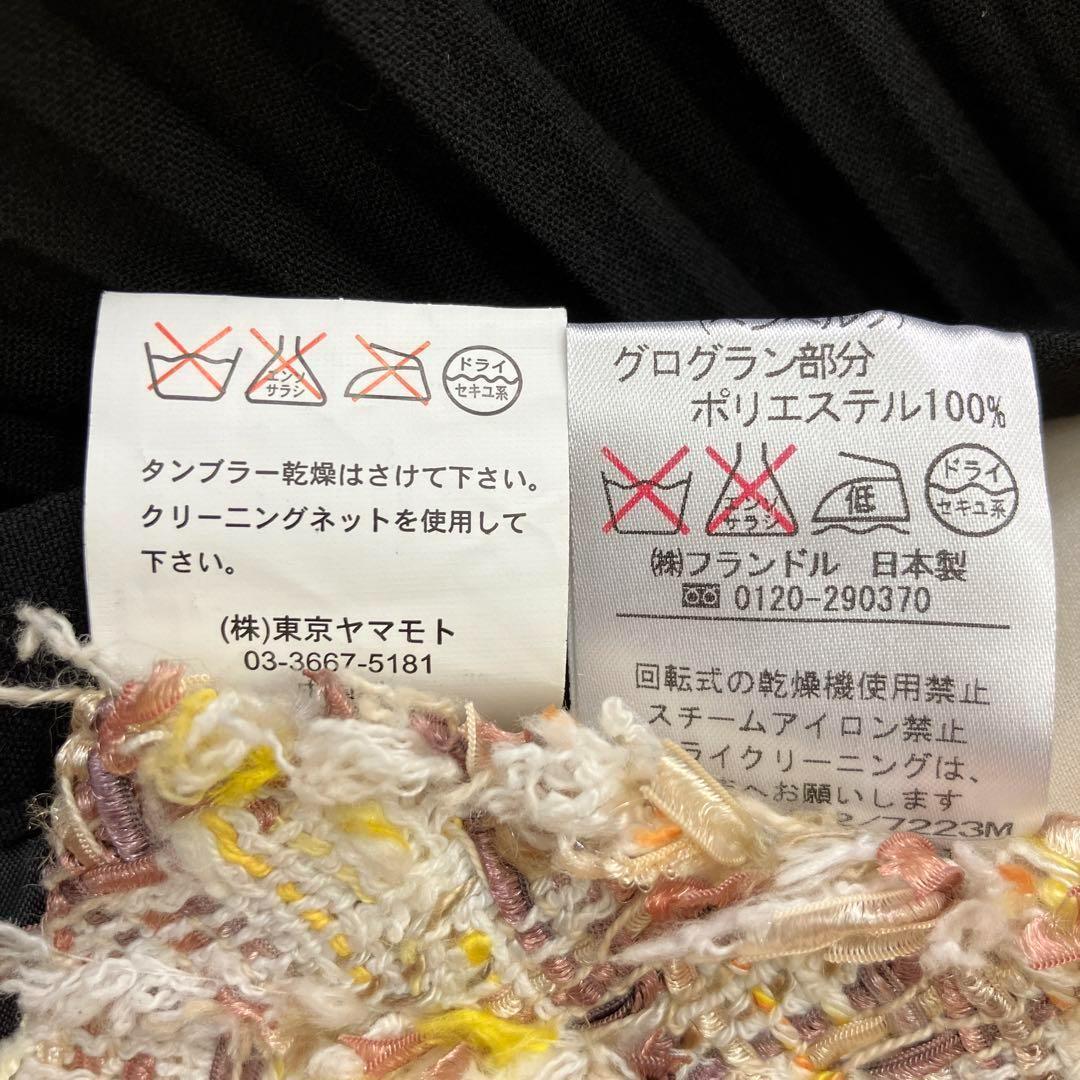 エンソ
サラシ
ドライ
セキユ系
タンブラー乾燥はさけて下さい。
クリーニングネットを使用して
下さい。
(株)東京ヤマモト
03-3667-5181
グログラン部分
ポリエステル100%
エンソ
サラシ
低
ドライ
セキユ系
(株)フランドル 日本製
0120-290370
回転式の乾燥機使用禁止
スチームアイロン禁止
ライクリーニングは、
へお願いします
/7223M